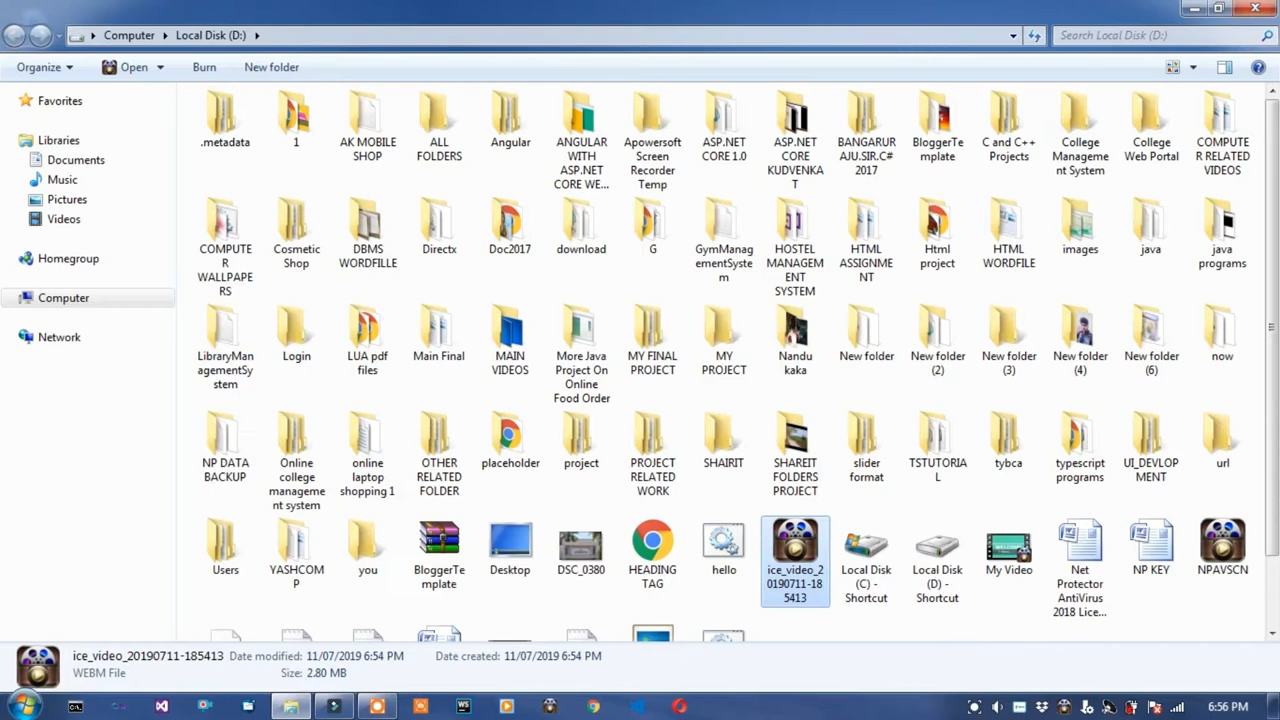 Computer
Local Disk (D:)
Search Local Disk (D:)
Organize
Open
Burn
New folder
Favorites
Libraries
Documents
Music
Pictures
Videos
Homegroup
Computer
Network
.metadata
1
AK MOBILE
SHOP
ALL
FOLDERS
Angular
ANGULAR
WITH
ASP.NET
CORE WE...
Apowersoft
Screen
Recorder
Temp
ASP.NET
CORE 1.0
ASP.NET
CORE
KUDVENKA
T
BANGARUR
AJU.SIR.C#
2017
BloggerTe
mplate
C and C++
Projects
College
Manageme
nt System
College
Web Portal
COMPUTE
R RELATED
VIDEOS
COMPUTE
R
WALLPAPE
RS
Cosmetic
Shop
DBMS
WORDFILLE
Directx
Doc2017
download
G
GymManag
ementSyste
m
HOSTEL
MANAGEM
ENT
SYSTEM
HTML
ASSIGNME
NT
Html
project
HTML
WORDFILE
images
java
java
programs
LibraryMan
agementSy
stem
Login
LUA pdf
files
Main Final
MAIN
VIDEOS
More Java
Project On
Online
Food Order
MY FINAL
PROJECT
MY
PROJECT
Nandu
kaka
New folder
New folder
(2)
New folder
(3)
New folder
(4)
New folder
(6)
now
NP DATA
BACKUP
Online
college
manageme
nt system
online
laptop
shopping 1
OTHER
RELATED
FOLDER
placeholder
project
PROJECT
RELATED
WORK
SHAIRIT
SHAREIT
FOLDERS
PROJECT
slider
format
TSTUTORIA
L
tybca
typescript
programs
UI_DEVLOP
MENT
url
Users
YASHCOM
P
you
BloggerTe
mplate
Desktop
DSC_0380
HEADING
TAG
hello
ice_video_2
0190711-18
5413
Local Disk
(C) -
Shortcut
Local Disk
(D) -
Shortcut
My Video
Net
Protector
AntiVirus
2018 Lice...
NP KEY
NPAVSCN
ice_video_20190711-185413 Date modified: 11/07/2019 6:54 PM Date created: 11/07/2019 6:54 PM
WEBM File Size: 2.80 MB
6:56 PM